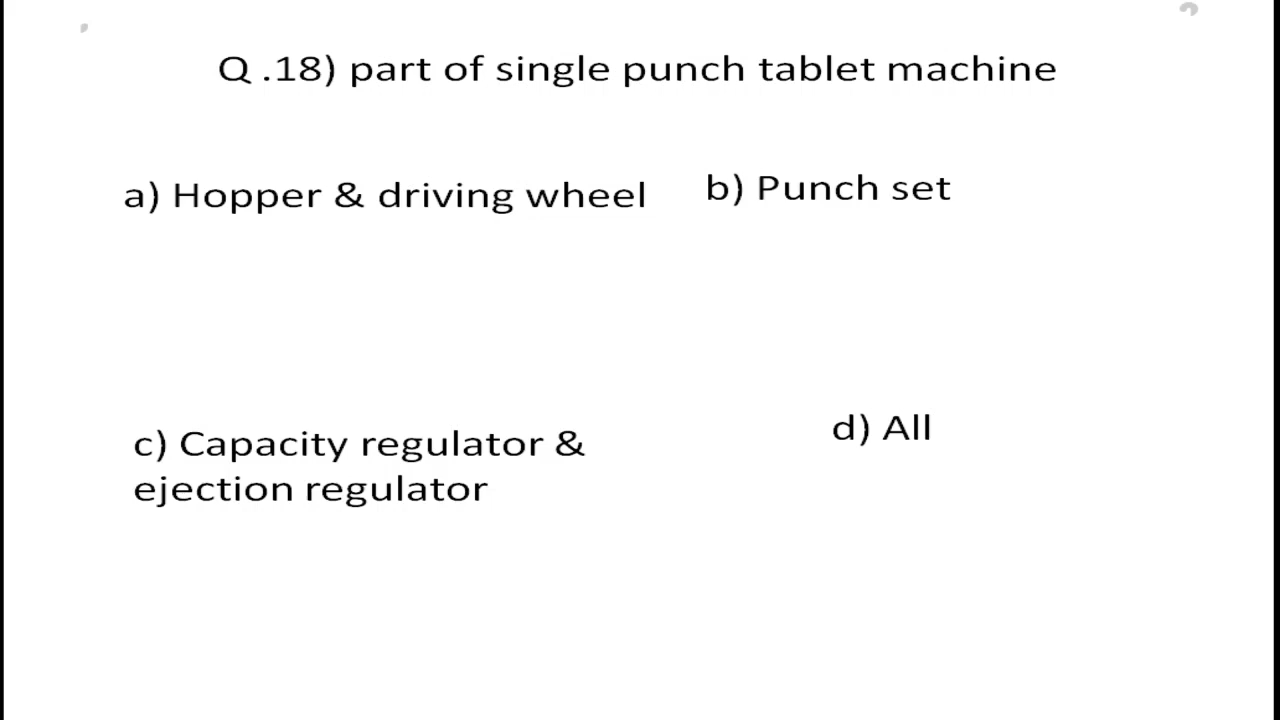 Q .18) part of single punch tablet machine
a) Hopper & driving wheel
b) Punch set
c) Capacity regulator &
ejection regulator
d) All